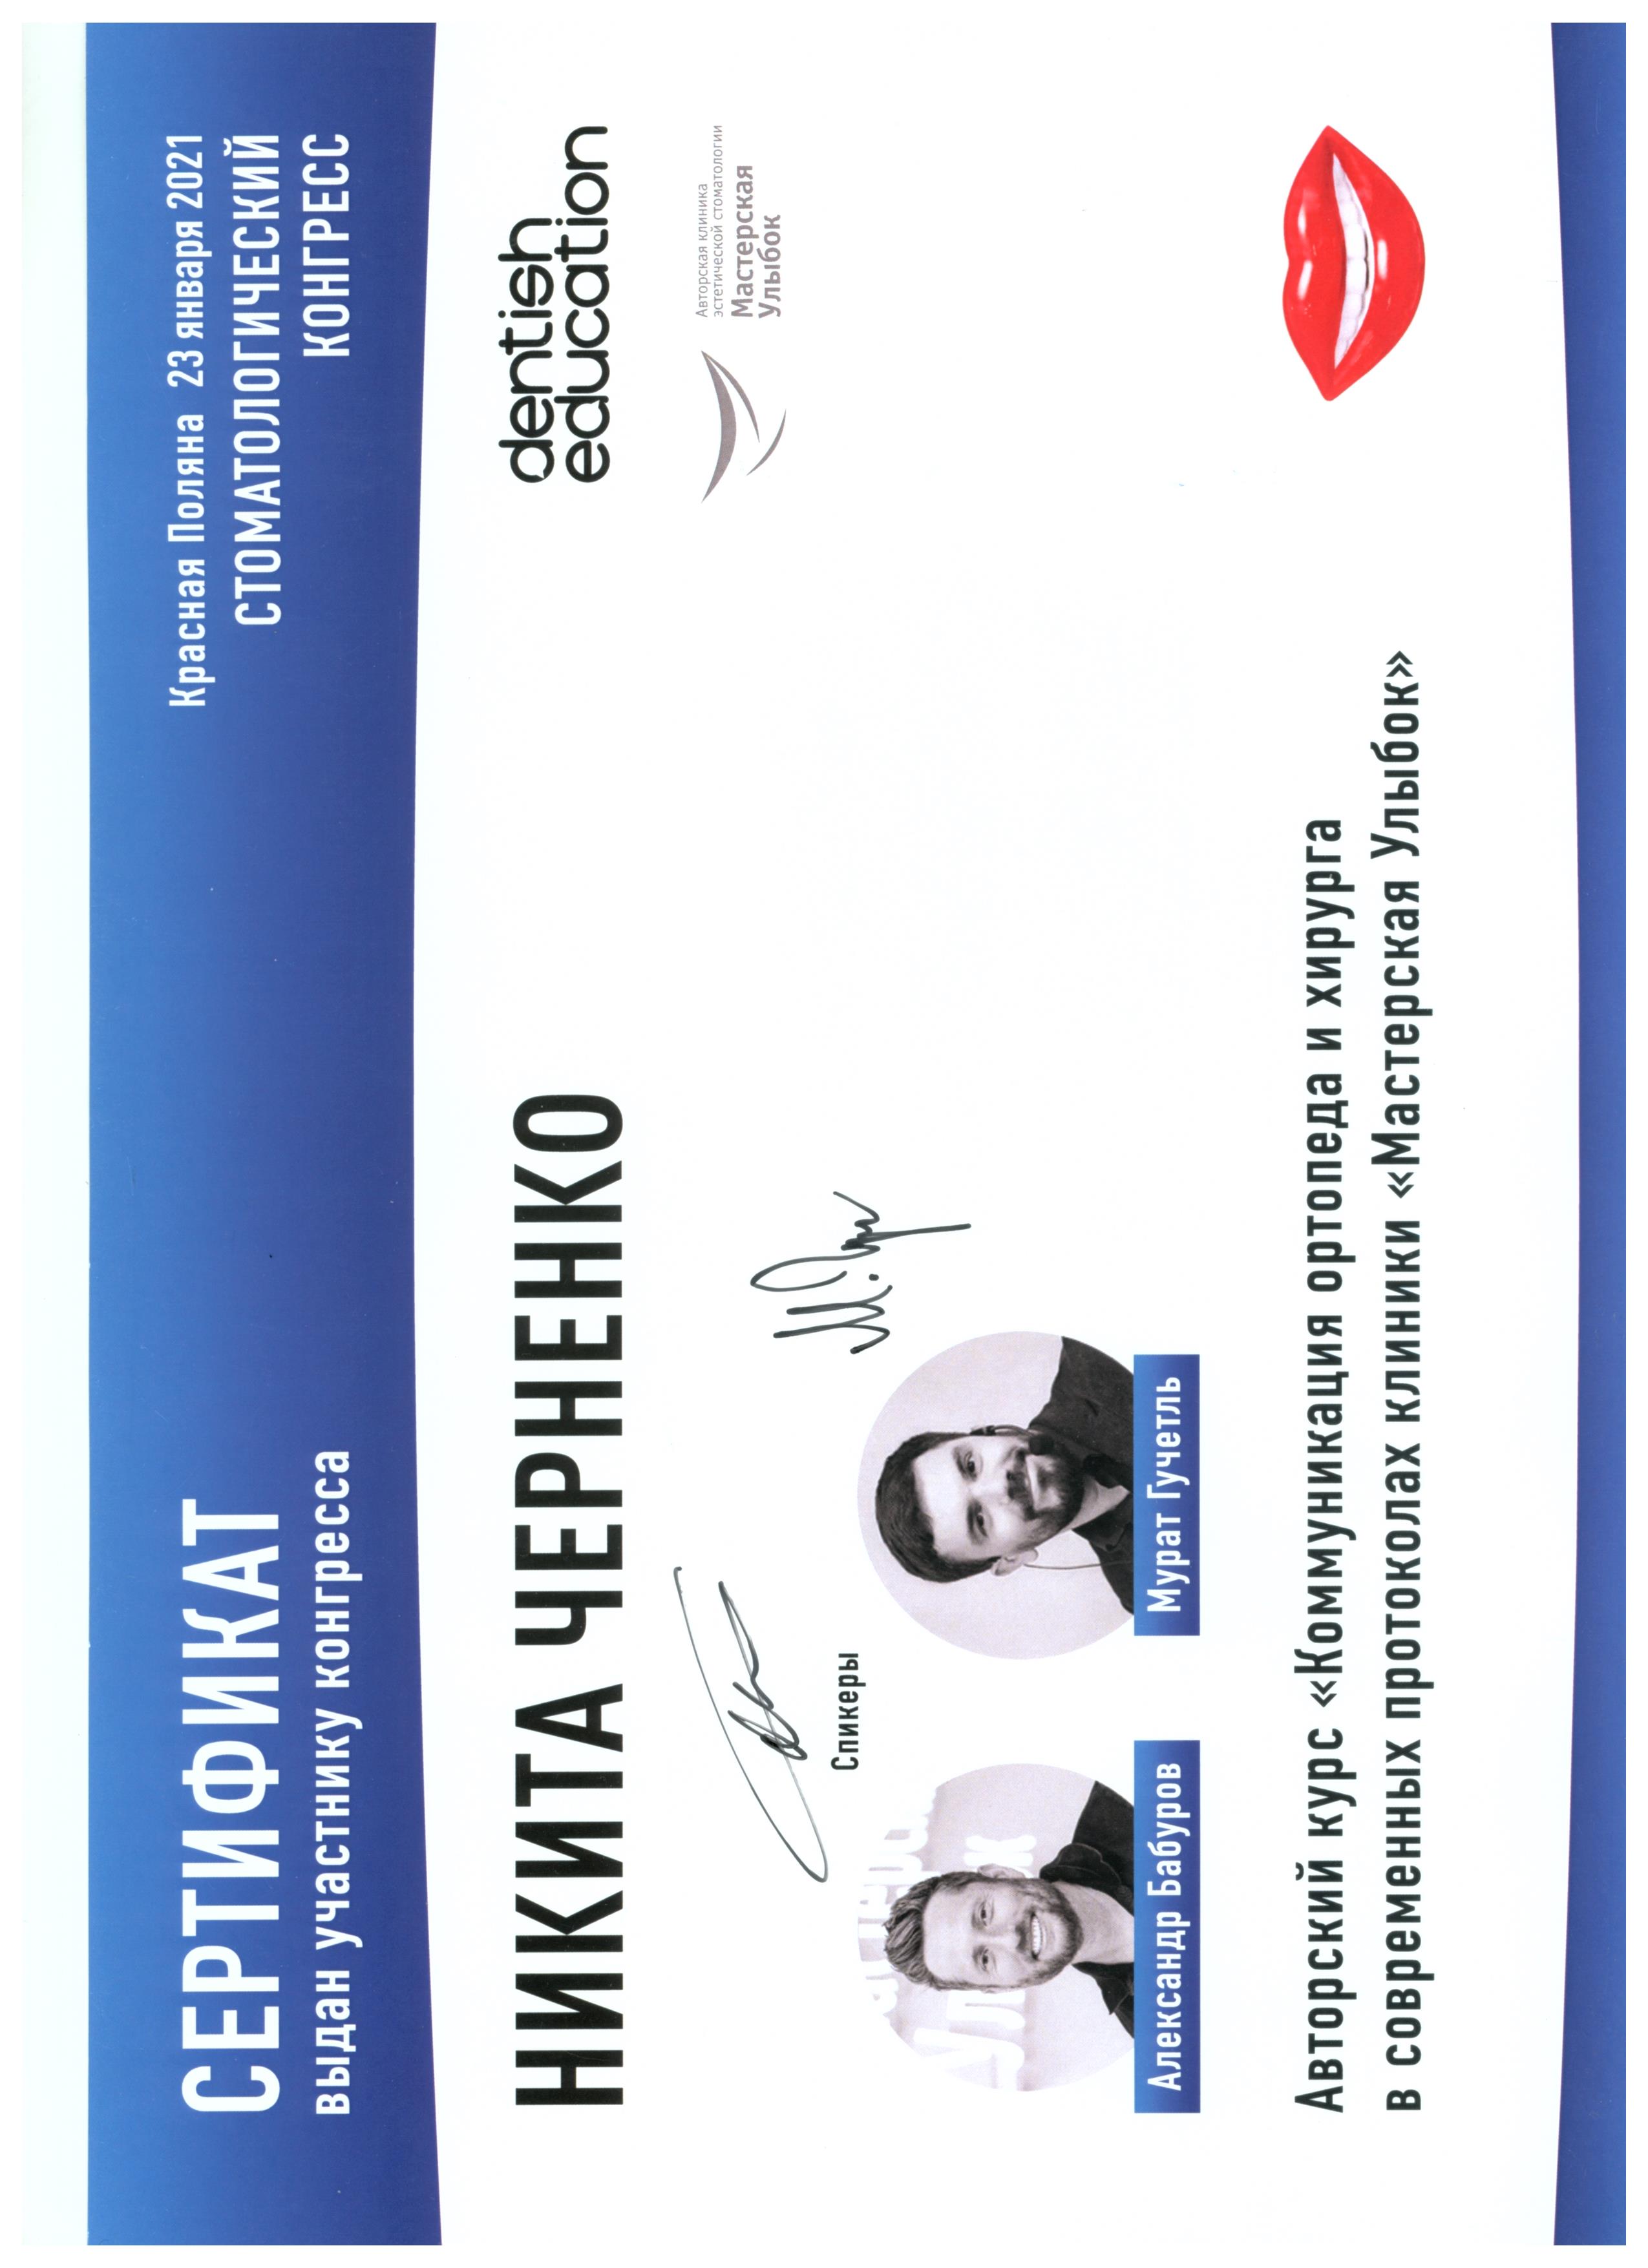 СЕРТИФИКАТ
выдан участнику конгресса
Красная Поляна 23 января 2021
СТОМАТОЛОГИЧЕСКИЙ
КОНГРЕСС
НИКИТА ЧЕРНЕНКО
dentish
education
Авторская клиника
эстетической стоматологии
Мастерская
Улыбок
Спикеры
Александр Бабуров
Мурат Гучетль
Авторский курс «Коммуникация ортопеда и хирурга
в современных протоколах клиники «Мастерская Улыбок»